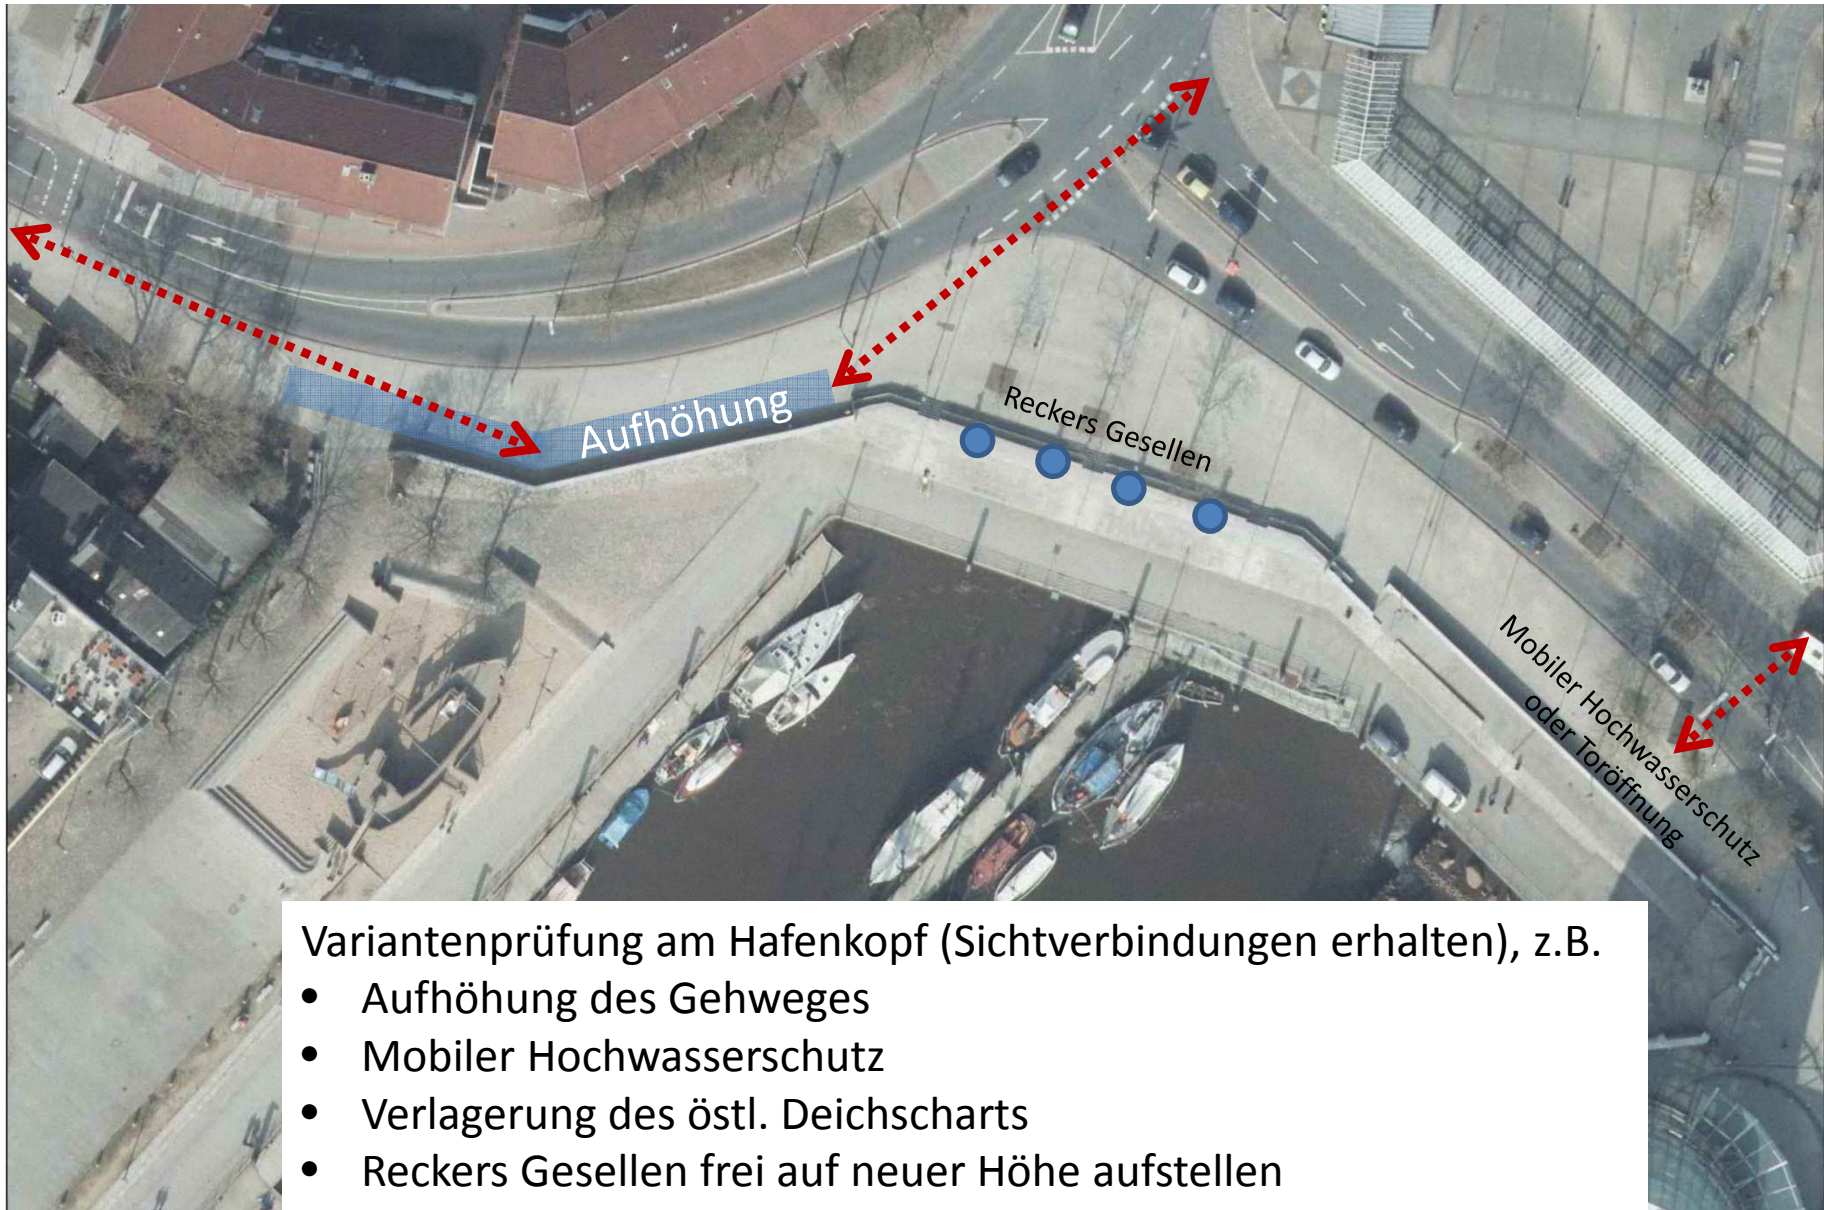 Aufhöhung
Reckers Gesellen
Mobiler Hochwasserschutz
oder Toröffnung
Variantenprüfung am Hafenkopf (Sichtverbindungen erhalten), z.B.
• Aufhöhung des Gehweges
• Mobiler Hochwasserschutz
• Verlagerung des östl. Deichscharts
• Reckers Gesellen frei auf neuer Höhe aufstellen